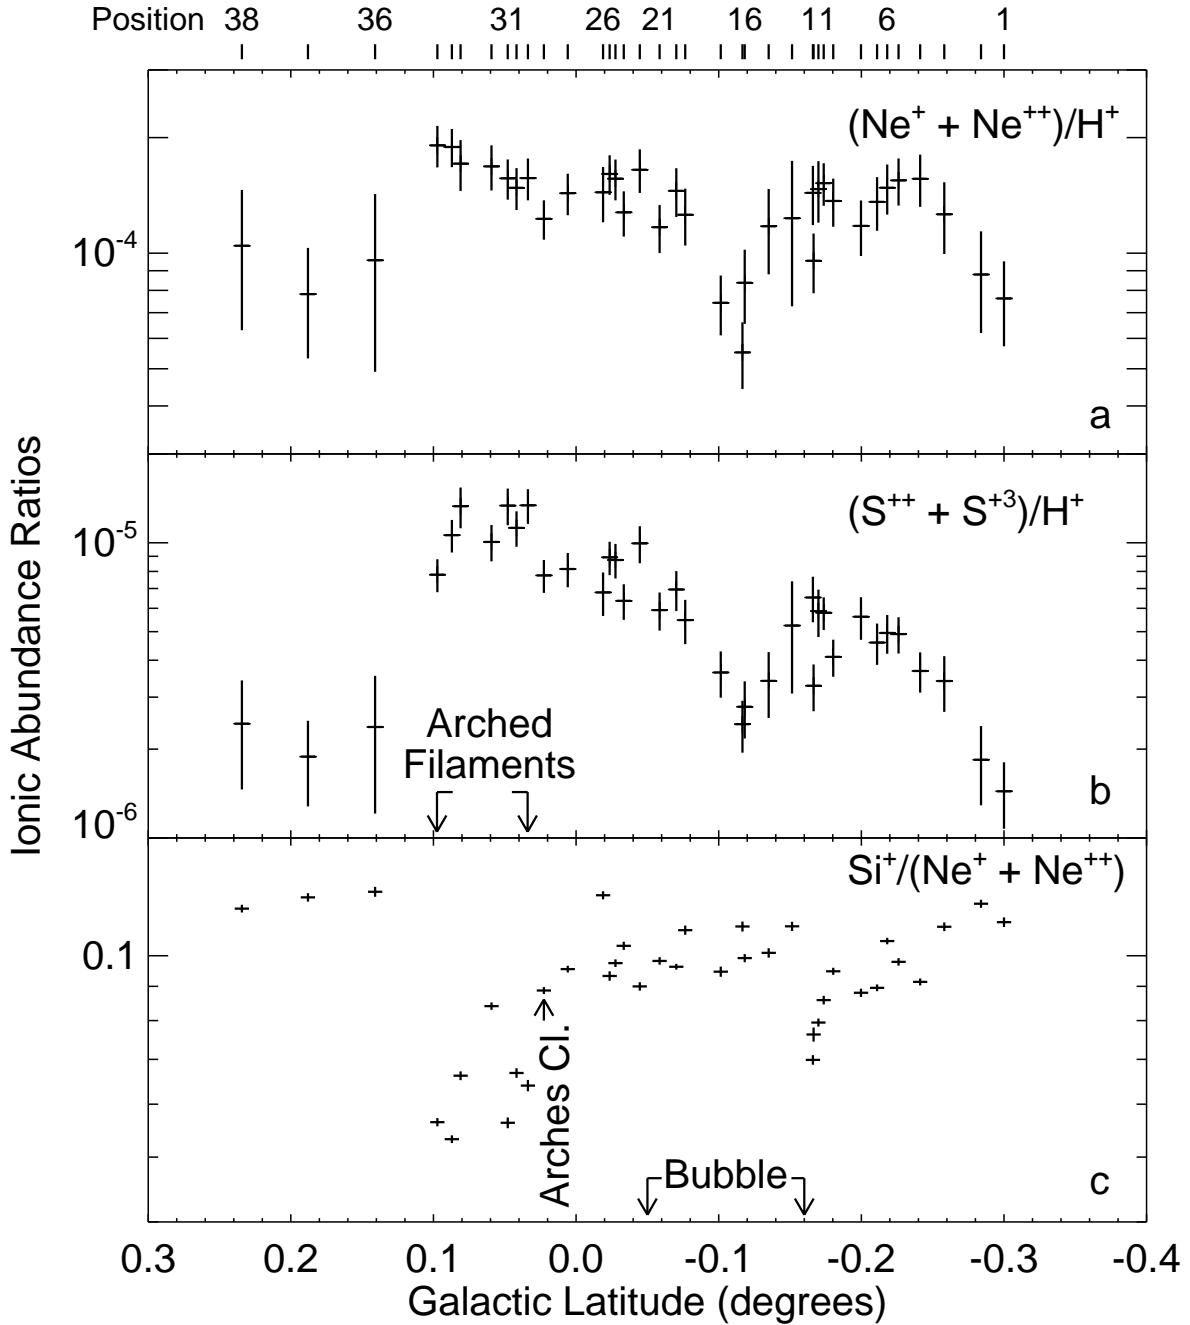 Position 38 36 31 26 21 16 11 6 1
(Ne⁺ + Ne⁺⁺)/H⁺
10⁻⁴
a
(S⁺⁺ + S⁺³)/H⁺
10⁻⁵
Arched
Filaments
b
10⁻⁶
Si⁺/(Ne⁺ + Ne⁺⁺)
0.1
Arches Cl.
Bubble
c
Ionic Abundance Ratios
0.3 0.2 0.1 0.0 -0.1 -0.2 -0.3 -0.4
Galactic Latitude (degrees)